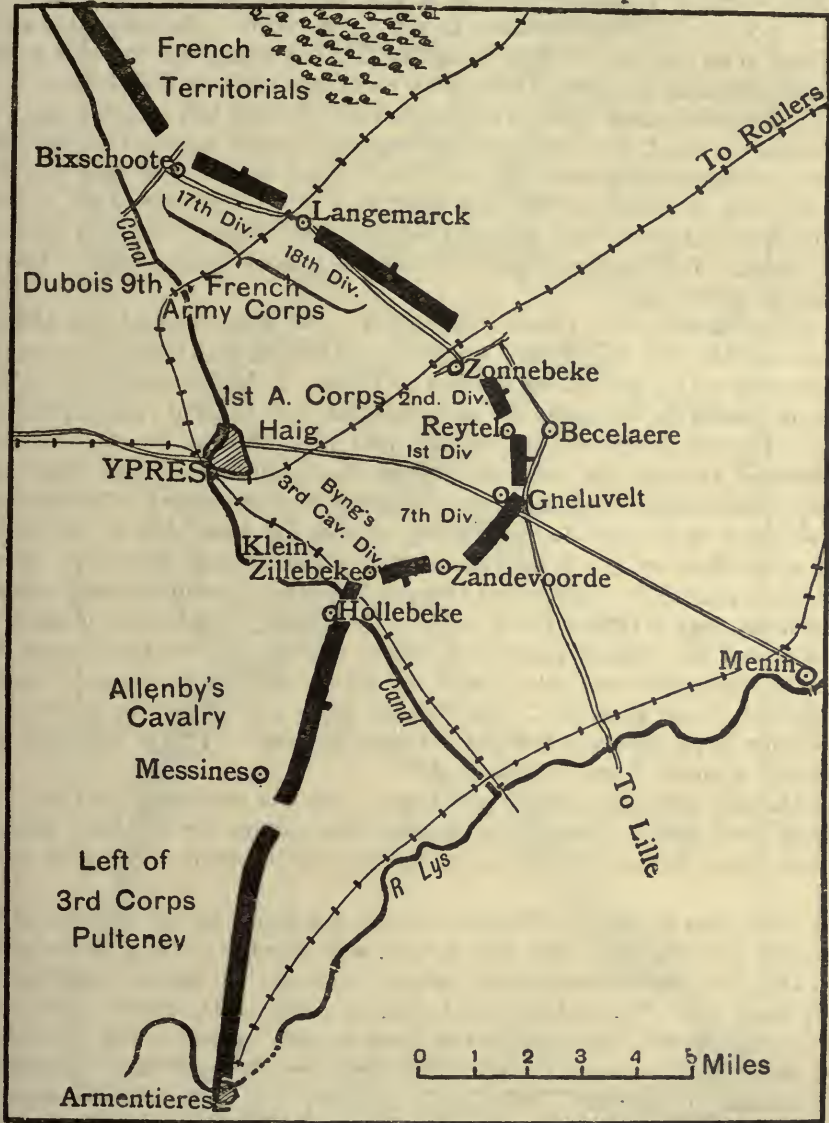 French
Territorials
To Roulers
Bixschoote
17th Div.
Langemarck
Canal
18th Div.
Dubois 9th French
Army Corps
Zonnebeke
1st A. Corps
2nd. Div.
Haig
Reytel
Becelaere
1st Div
YPRES
Byng's
3rd Cav. Div.
7th Div.
Gheluvelt
Klein
Zillebeke
Zandevoorde
Hollebeke
Menin
Allenby's
Cavalry
Canal
Messines
To Lille
Left of
3rd Corps
Pulteney
R Lys
0 1 2 3 4 5 Miles
Armentieres